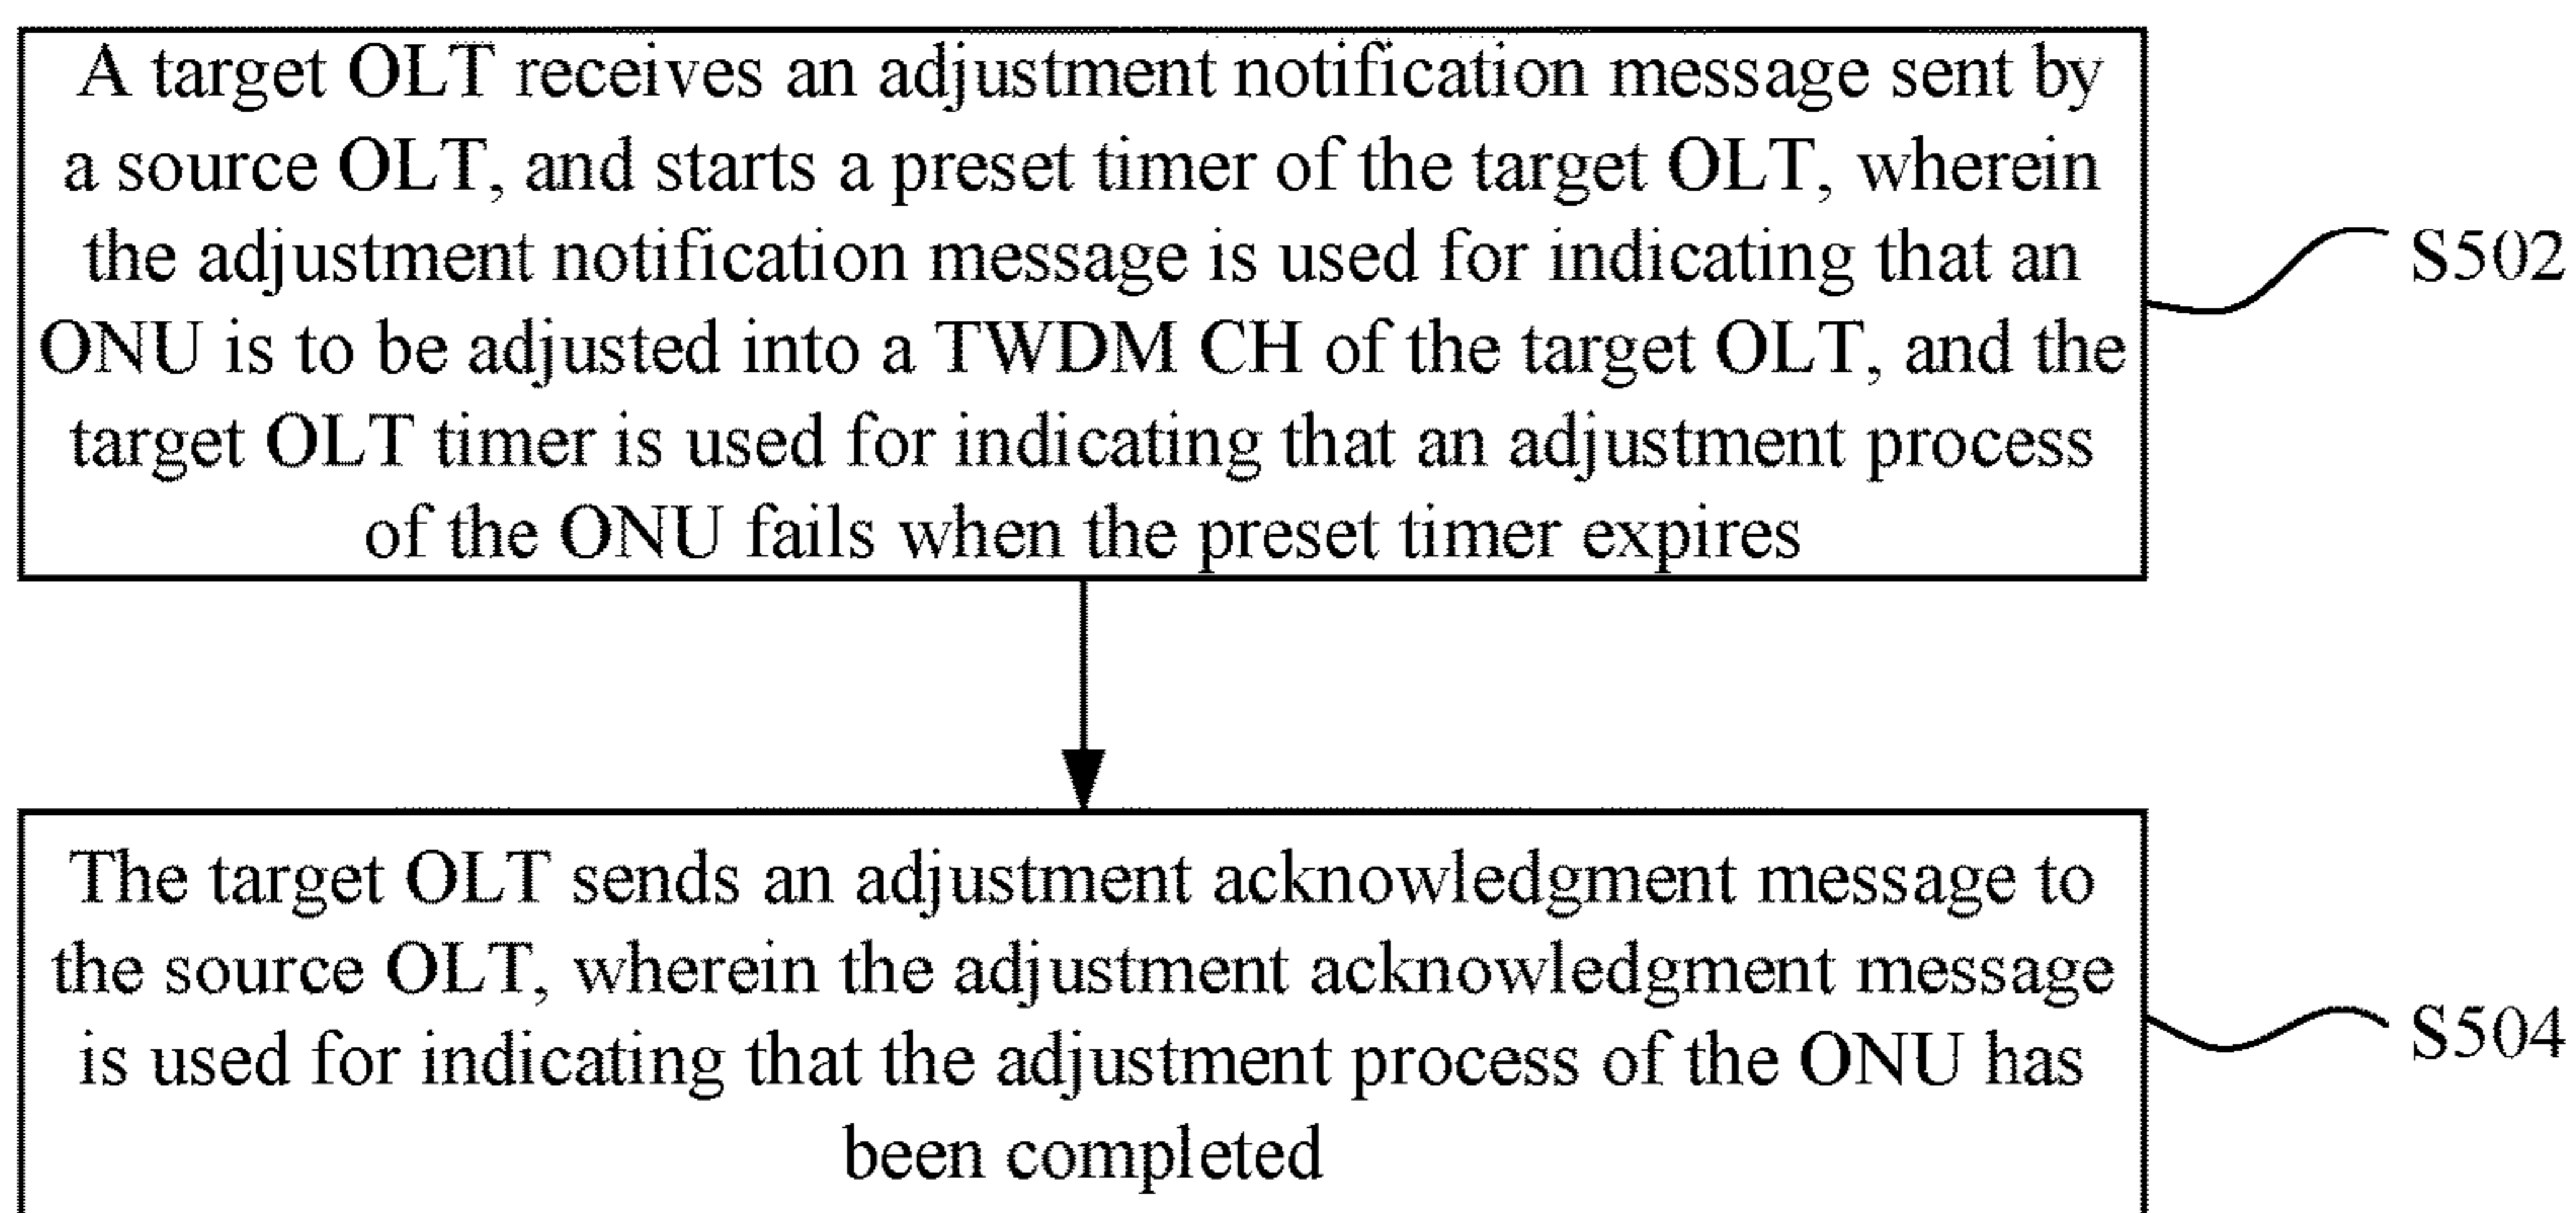 A target OLT receives an adjustment notification message sent by
a source OLT, and starts a preset timer of the target OLT, wherein
the adjustment notification message is used for indicating that an
ONU is to be adjusted into a TWDM CH of the target OLT, and the
target OLT timer is used for indicating that an adjustment process
of the ONU fails when the preset timer expires
S502
The target OLT sends an adjustment acknowledgment message to
the source OLT, wherein the adjustment acknowledgment message
is used for indicating that the adjustment process of the ONU has
been completed
S504